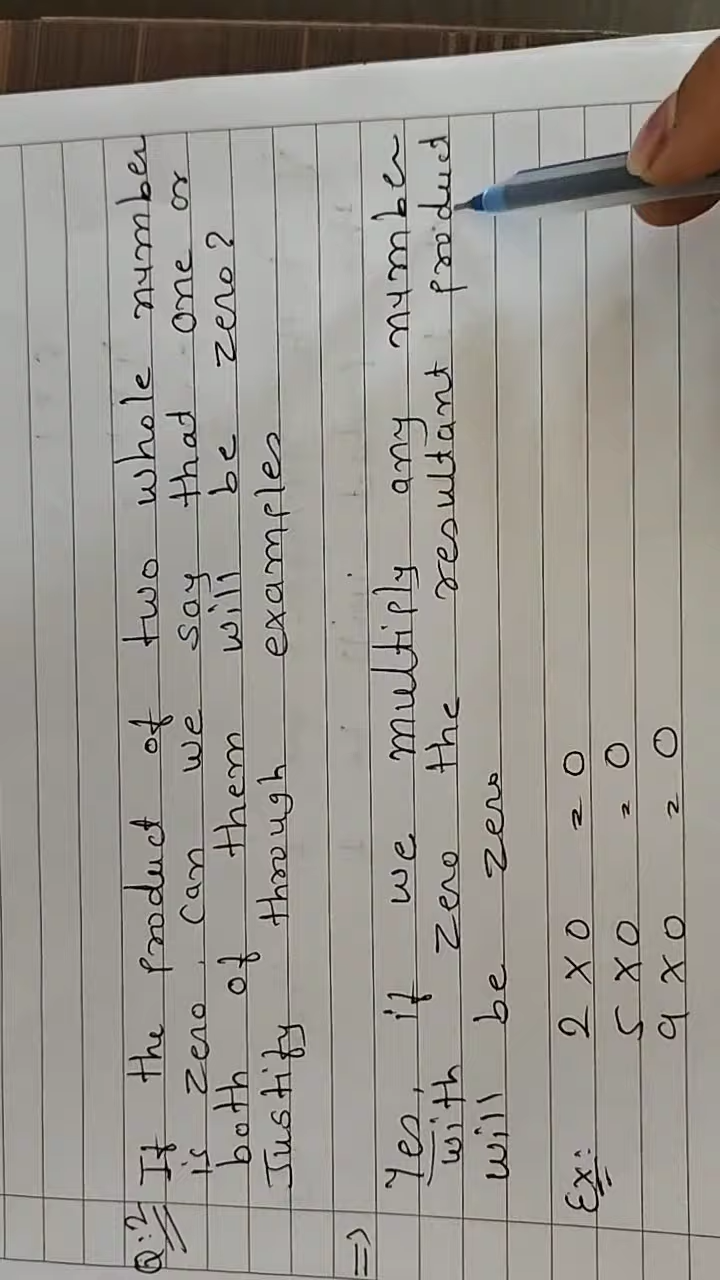 Q:2 If the product of two whole number
is zero, can we say that one or
both of them will be zero?
Justify through examples
=> Yes, if we multiply any number
with zero the resultant product
will be zero
Ex: 2 X 0 = 0
5 X 0 = 0
9 X 0 = 0